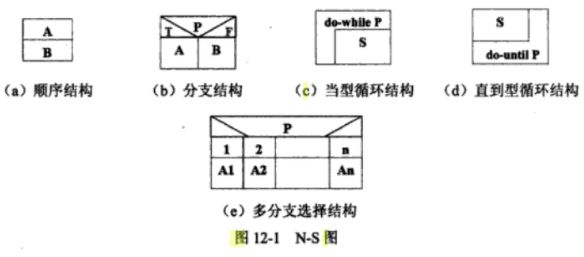 A
B
T P F
A B
do-while P
S
S
do-until P
(a) 顺序结构 (b) 分支结构 (c) 当型循环结构 (d) 直到型循环结构
P
1 2 n
A1 A2 An
(e) 多分支选择结构
图 12-1 N-S 图